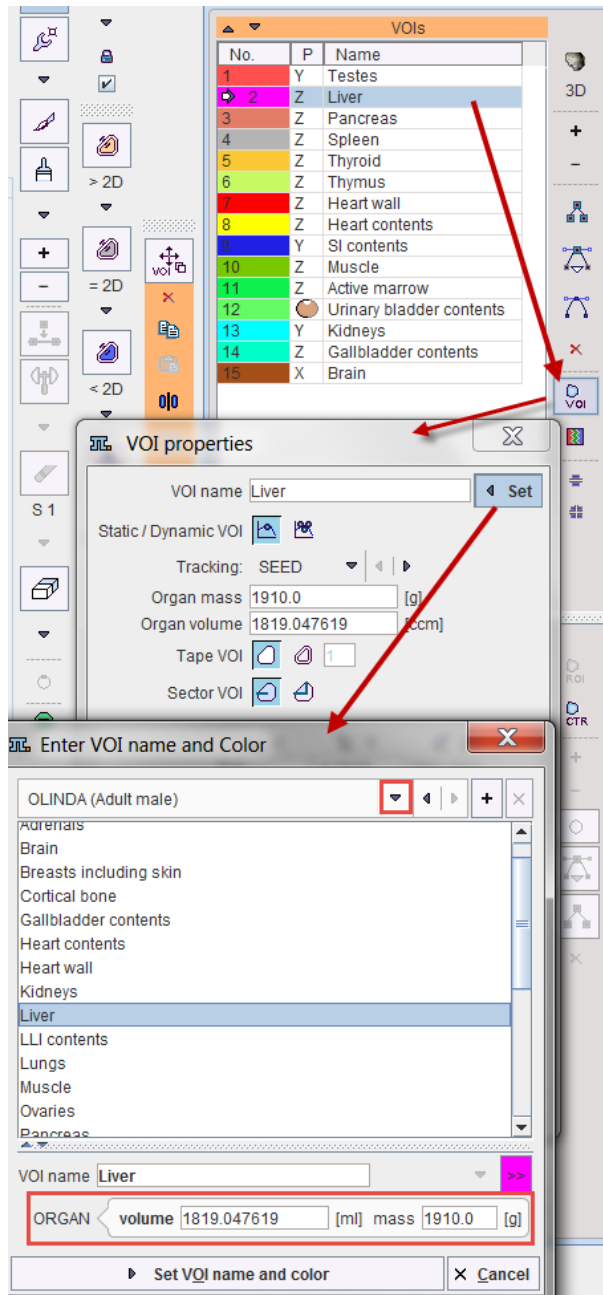 VOIs
No. P Name
1 Y Testes
2 Z Liver
3 Z Pancreas
4 Z Spleen
5 Z Thyroid
6 Z Thymus
7 Z Heart wall
8 Z Heart contents
9 Y SI contents
10 Z Muscle
11 Z Active marrow
12 Urinary bladder contents
13 Y Kidneys
14 Z Gallbladder contents
15 X Brain
3D
+
−
VOI
ROI
CTR
+
−
> 2D
= 2D
< 2D
+
−
S 1
vol
0|0
VOI properties
VOI name Liver Set
Static / Dynamic VOI
Tracking: SEED
Organ mass 1910.0 [g]
Organ volume 1819.047619 [ccm]
Tape VOI 1
Sector VOI
Enter VOI name and Color
OLINDA (Adult male) +
Adrenals
Brain
Breasts including skin
Cortical bone
Gallbladder contents
Heart contents
Heart wall
Kidneys
Liver
LLI contents
Lungs
Muscle
Ovaries
Pancreas
VOI name Liver >>
ORGAN volume 1819.047619 [ml] mass 1910.0 [g]
Set VOI name and color Cancel